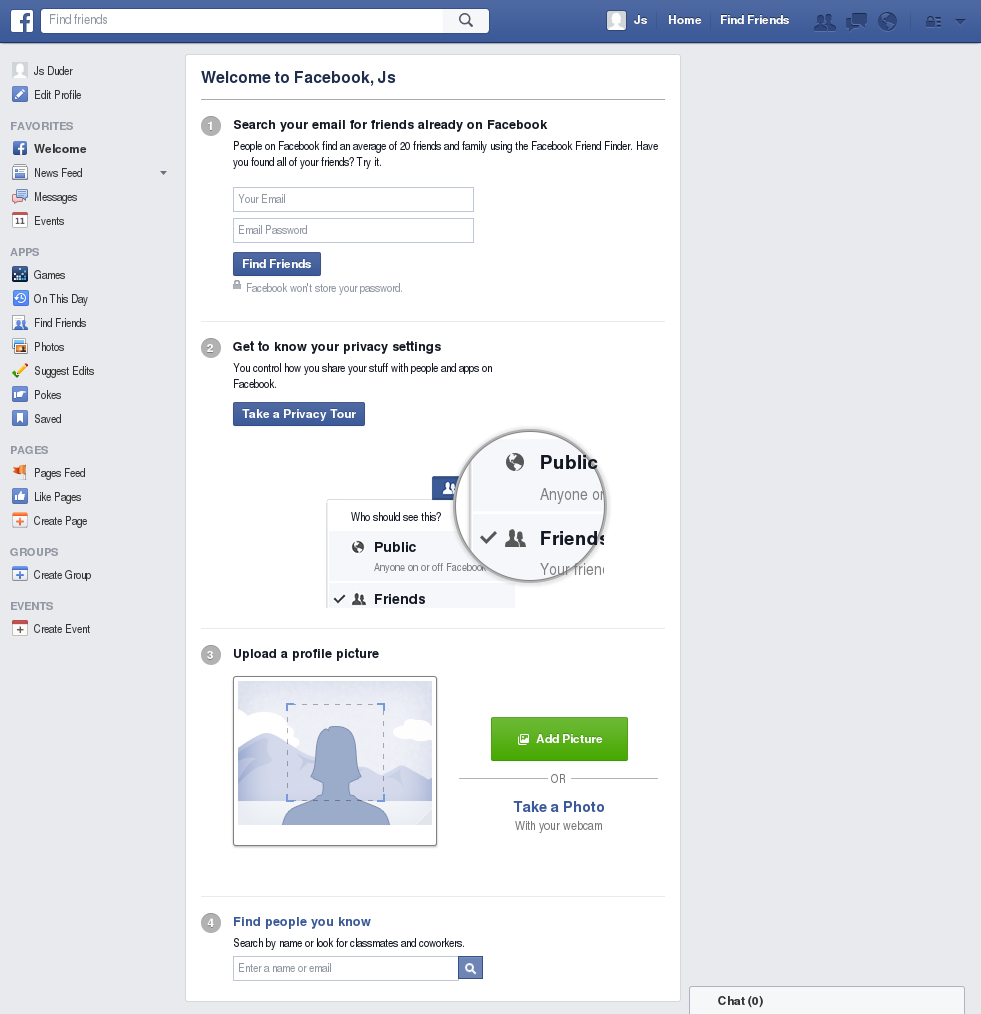 Find friends
Js
Home
Find Friends
Js Duder
Edit Profile
FAVORITES
Welcome
News Feed
Messages
11
Events
APPS
Games
On This Day
Find Friends
Photos
Suggest Edits
Pokes
Saved
PAGES
Pages Feed
Like Pages
Create Page
GROUPS
Create Group
EVENTS
Create Event
Welcome to Facebook, Js
1
Search your email for friends already on Facebook
People on Facebook find an average of 20 friends and family using the Facebook Friend Finder. Have
you found all of your friends? Try it.
Your Email
Email Password
Find Friends
Facebook won't store your password.
2
Get to know your privacy settings
You control how you share your stuff with people and apps on
Facebook.
Take a Privacy Tour
Who should see this?
Public
Anyone on or off Facebook
Friends
Public
Anyone or
Friends
Your frien
3
Upload a profile picture
Add Picture
OR
Take a Photo
With your webcam
4
Find people you know
Search by name or look for classmates and coworkers.
Enter a name or email
Chat (0)